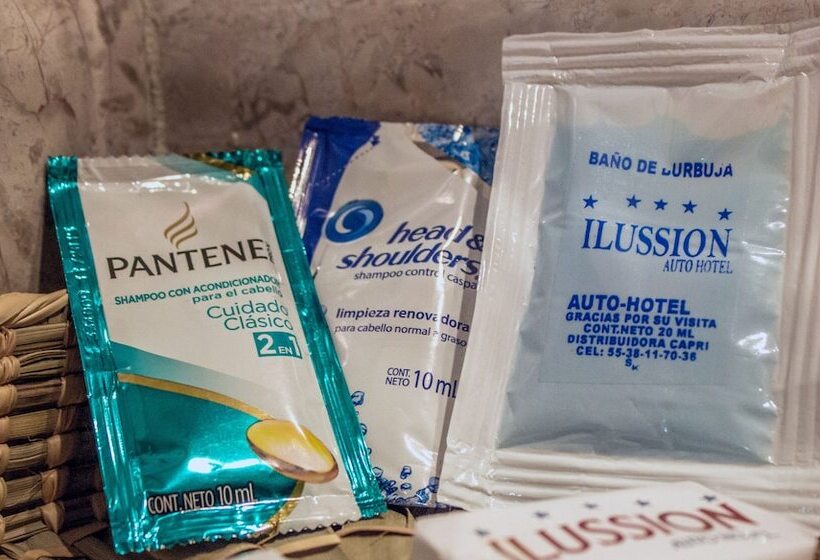 PANTENE
SHAMPOO CON ACONDICIONADOR
para el cabello
Cuidado
Clásico
2 EN 1
CONT. NETO 10 mL
head &
shoulders
shampoo control caspa
limpieza renovadora
para cabello normal a graso
CONT.
NETO 10 mL
BAÑO DE BURBUJA
ILUSSION
AUTO HOTEL
AUTO-HOTEL
GRACIAS POR SU VISITA
CONT.NETO 20 ML
DISTRIBUIDORA CAPRI
CEL: 55-38-11-70-36
SK
ILUSSION